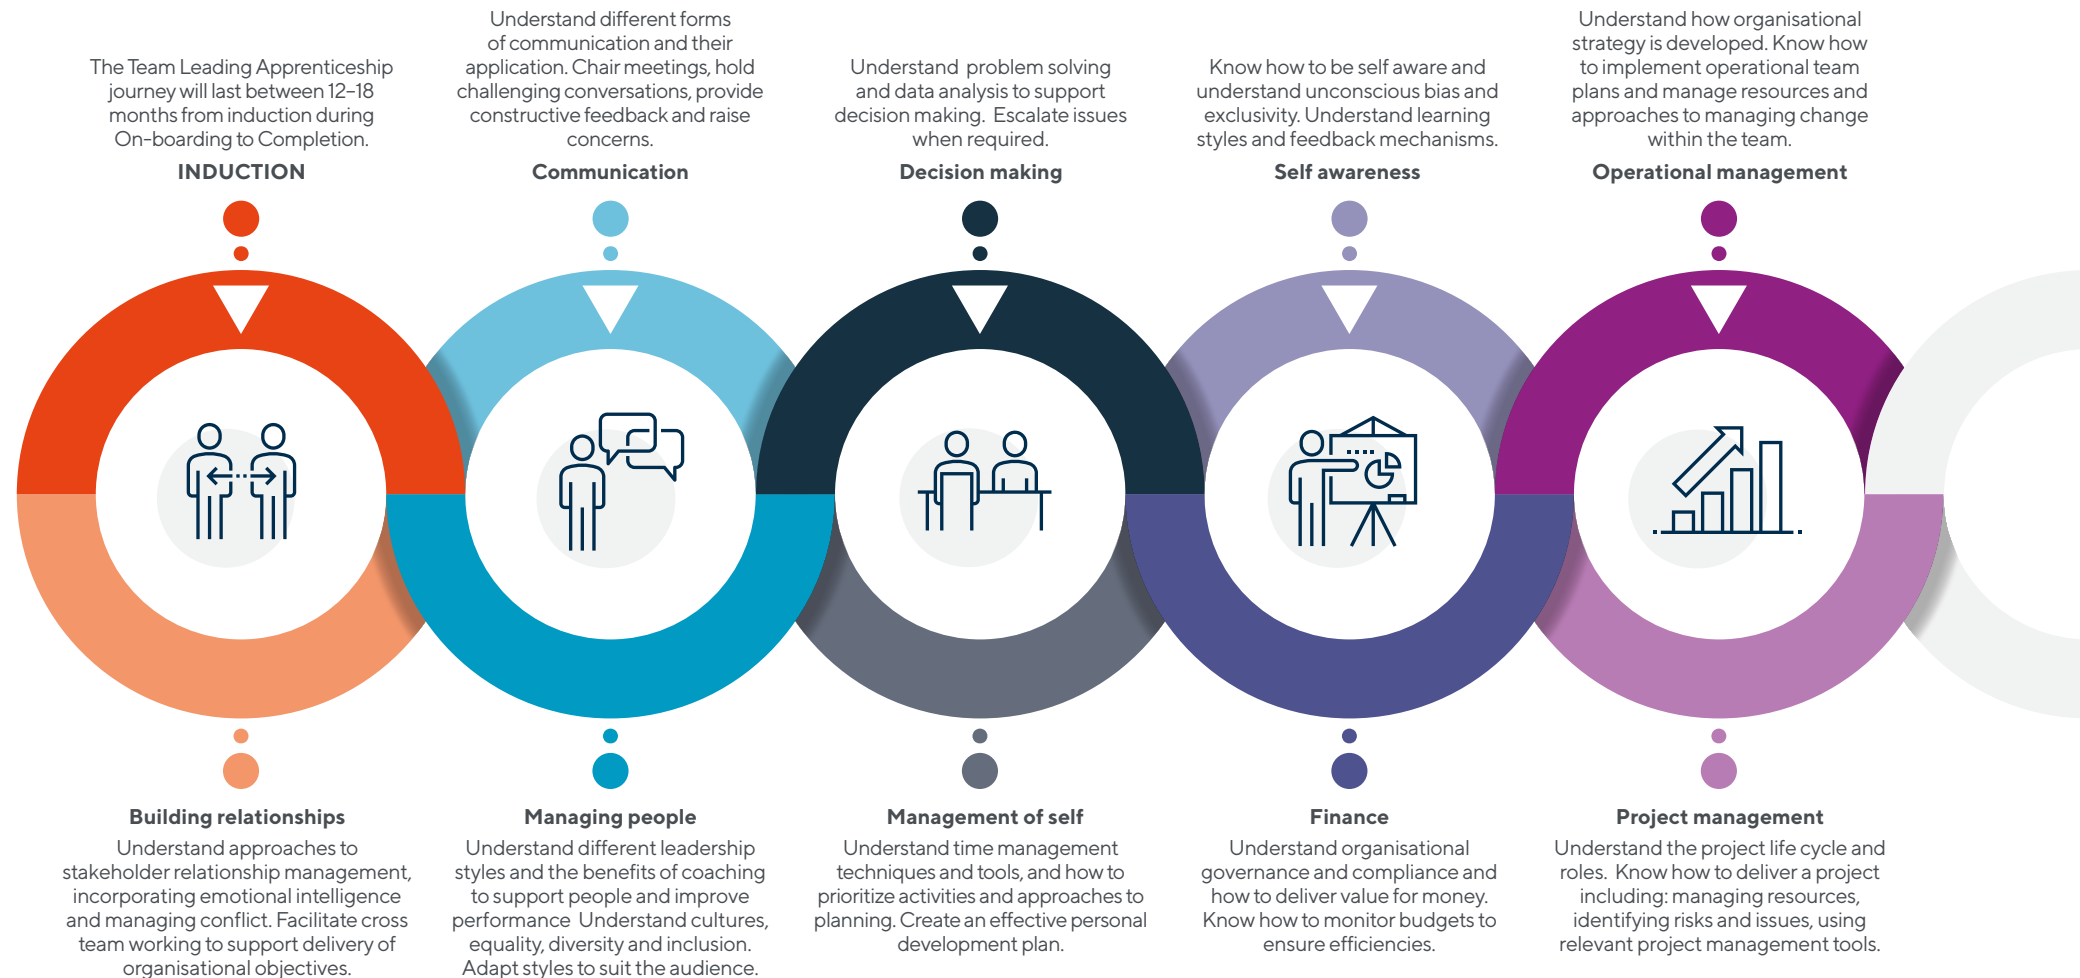 The Team Leading Apprenticeship
journey will last between 12–18
months from induction during
On-boarding to Completion.
INDUCTION
Understand different forms
of communication and their
application. Chair meetings, hold
challenging conversations, provide
constructive feedback and raise
concerns.
Communication
Understand problem solving
and data analysis to support
decision making. Escalate issues
when required.
Decision making
Know how to be self aware and
understand unconscious bias and
exclusivity. Understand learning
styles and feedback mechanisms.
Self awareness
Understand how organisational
strategy is developed. Know how
to implement operational team
plans and manage resources and
approaches to managing change
within the team.
Operational management
Building relationships
Understand approaches to
stakeholder relationship management,
incorporating emotional intelligence
and managing conflict. Facilitate cross
team working to support delivery of
organisational objectives.
Managing people
Understand different leadership
styles and the benefits of coaching
to support people and improve
performance Understand cultures,
equality, diversity and inclusion.
Adapt styles to suit the audience.
Management of self
Understand time management
techniques and tools, and how to
prioritize activities and approaches to
planning. Create an effective personal
development plan.
Finance
Understand organisational
governance and compliance and
how to deliver value for money.
Know how to monitor budgets to
ensure efficiencies.
Project management
Understand the project life cycle and
roles. Know how to deliver a project
including: managing resources,
identifying risks and issues, using
relevant project management tools.